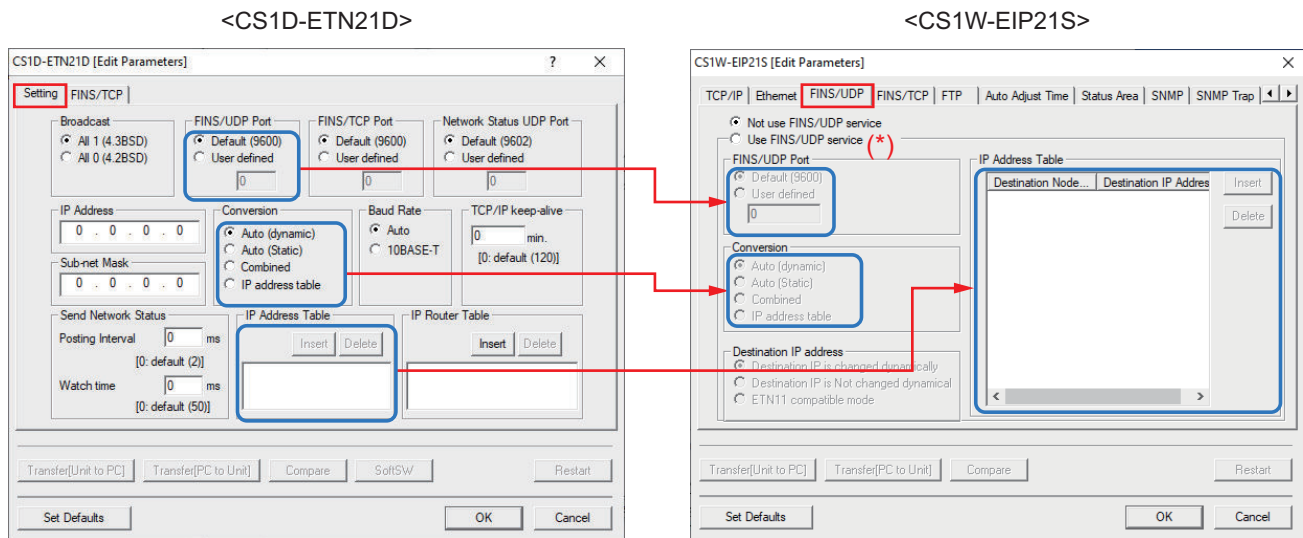 <CS1D-ETN21D>
CS1D-ETN21D [Edit Parameters]
? X
Setting FINS/TCP
Broadcast
All 1 (4.3BSD)
All 0 (4.2BSD)
FINS/UDP Port
Default (9600)
User defined
0
FINS/TCP Port
Default (9600)
User defined
0
Network Status UDP Port
Default (9602)
User defined
0
IP Address
0 . 0 . 0 . 0
Sub-net Mask
0 . 0 . 0 . 0
Conversion
Auto (dynamic)
Auto (Static)
Combined
IP address table
Baud Rate
Auto
10BASE-T
TCP/IP keep-alive
0 min.
[0: default (120)]
Send Network Status
Posting Interval 0 ms
[0: default (2)]
Watch time 0 ms
[0: default (50)]
IP Address Table
Insert Delete
IP Router Table
Insert Delete
Transfer[Unit to PC] Transfer[PC to Unit] Compare SoftSW Restart
Set Defaults OK Cancel
<CS1W-EIP21S>
CS1W-EIP21S [Edit Parameters]
X
TCP/IP Ethernet FINS/UDP FINS/TCP FTP Auto Adjust Time Status Area SNMP SNMP Trap
Not use FINS/UDP service
Use FINS/UDP service (*)
FINS/UDP Port
Default (9600)
User defined
0
Conversion
Auto (dynamic)
Auto (Static)
Combined
IP address table
Destination IP address
Destination IP is changed dynamically
Destination IP is Not changed dynamical
ETN11 compatible mode
IP Address Table
Destination Node... Destination IP Addres
Insert
Delete
< >
Transfer[Unit to PC] Transfer[PC to Unit] Compare Restart
Set Defaults OK Cancel